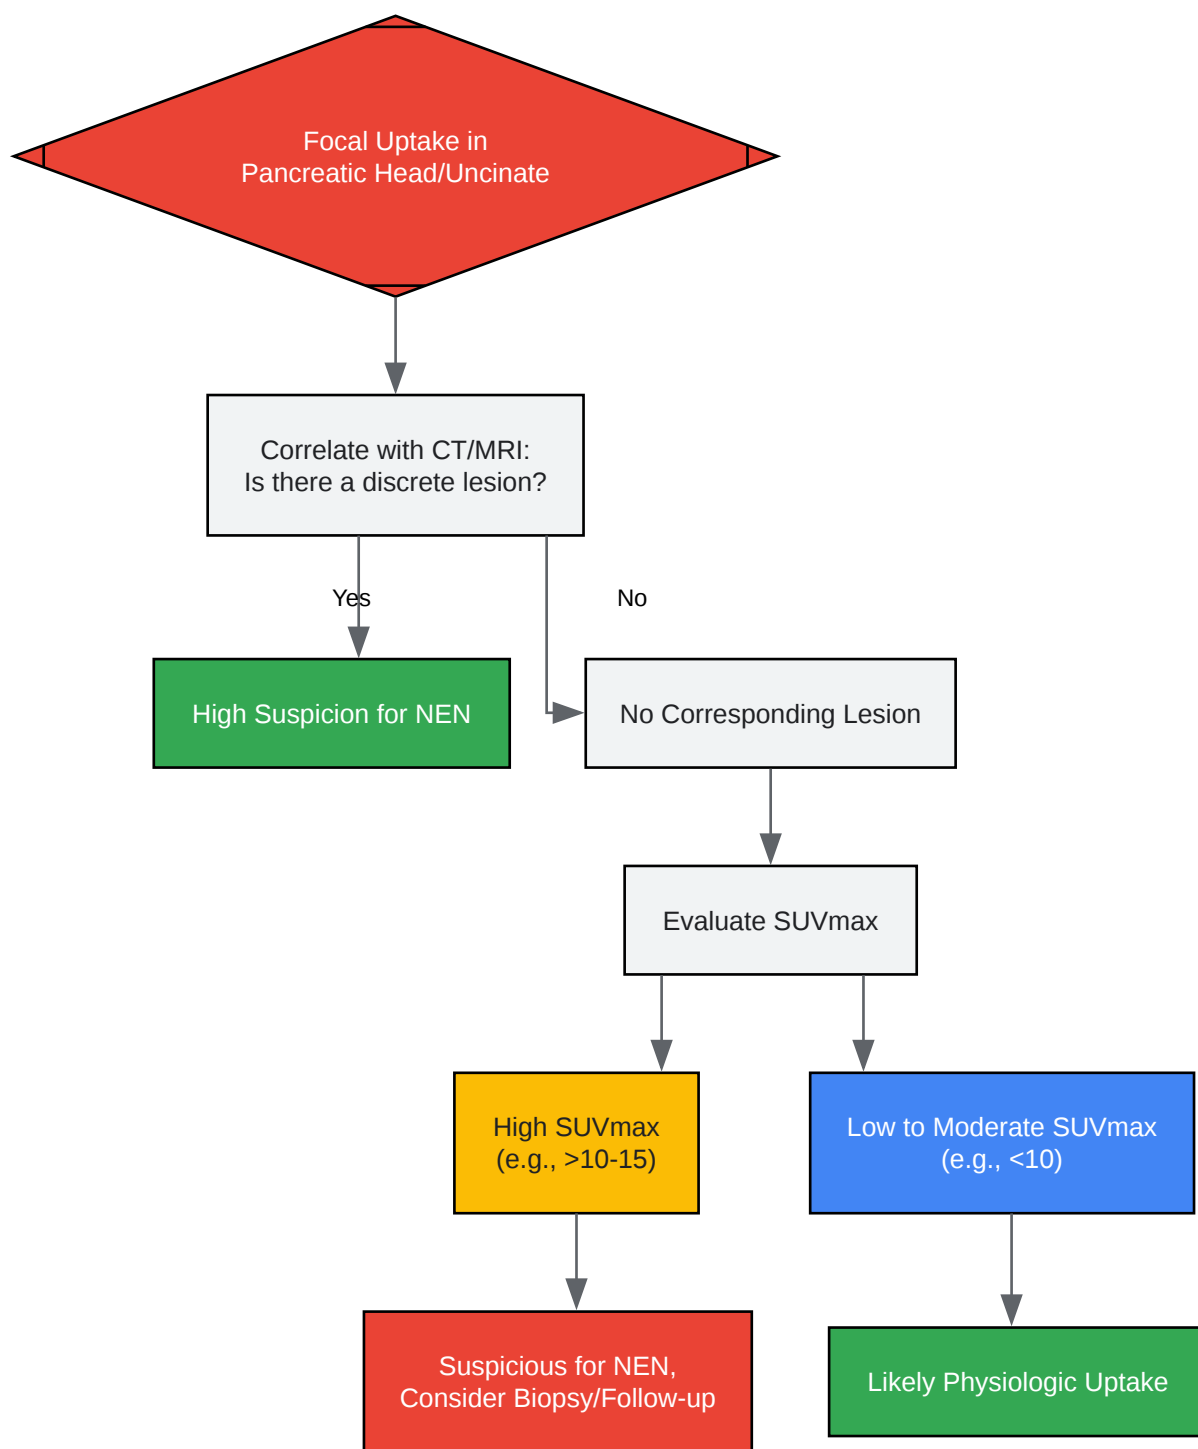 Focal Uptake in
Pancreatic Head/Uncinate
Correlate with CT/MRI:
Is there a discrete lesion?
Yes
No
High Suspicion for NEN
No Corresponding Lesion
Evaluate SUVmax
High SUVmax
(e.g., >10-15)
Low to Moderate SUVmax
(e.g., <10)
Suspicious for NEN,
Consider Biopsy/Follow-up
Likely Physiologic Uptake